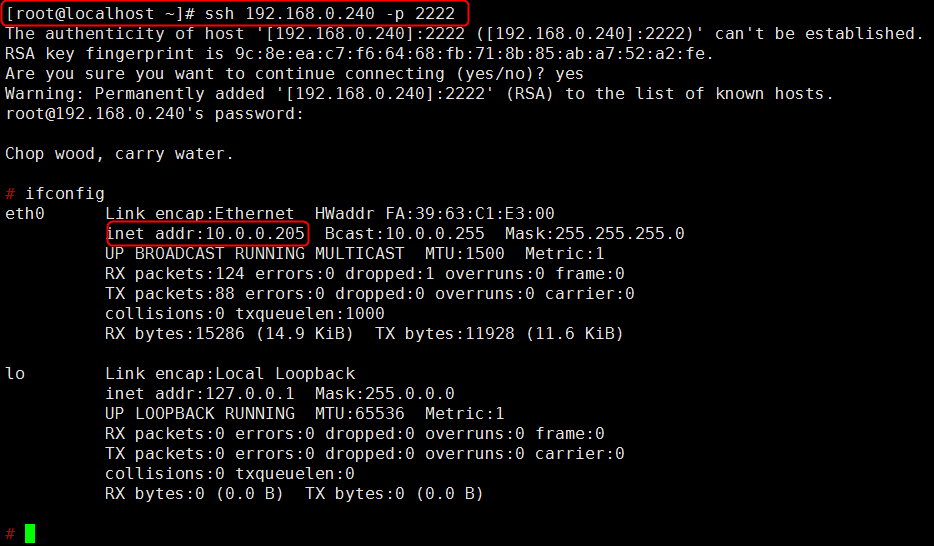 [root@localhost ~]# ssh 192.168.0.240 -p 2222
The authenticity of host '[192.168.0.240]:2222 ([192.168.0.240]:2222)' can't be established.
RSA key fingerprint is 9c:8e:ea:c7:f6:64:68:fb:71:8b:85:ab:a7:52:a2:fe.
Are you sure you want to continue connecting (yes/no)? yes
Warning: Permanently added '[192.168.0.240]:2222' (RSA) to the list of known hosts.
root@192.168.0.240's password:
Chop wood, carry water.
# ifconfig
eth0      Link encap:Ethernet  HWaddr FA:39:63:C1:E3:00
          inet addr:10.0.0.205  Bcast:10.0.0.255  Mask:255.255.255.0
          UP BROADCAST RUNNING MULTICAST  MTU:1500  Metric:1
          RX packets:124 errors:0 dropped:1 overruns:0 frame:0
          TX packets:88 errors:0 dropped:0 overruns:0 carrier:0
          collisions:0 txqueuelen:1000
          RX bytes:15286 (14.9 KiB)  TX bytes:11928 (11.6 KiB)
lo        Link encap:Local Loopback
          inet addr:127.0.0.1  Mask:255.0.0.0
          UP LOOPBACK RUNNING  MTU:65536  Metric:1
          RX packets:0 errors:0 dropped:0 overruns:0 frame:0
          TX packets:0 errors:0 dropped:0 overruns:0 carrier:0
          collisions:0 txqueuelen:0
          RX bytes:0 (0.0 B)  TX bytes:0 (0.0 B)
#